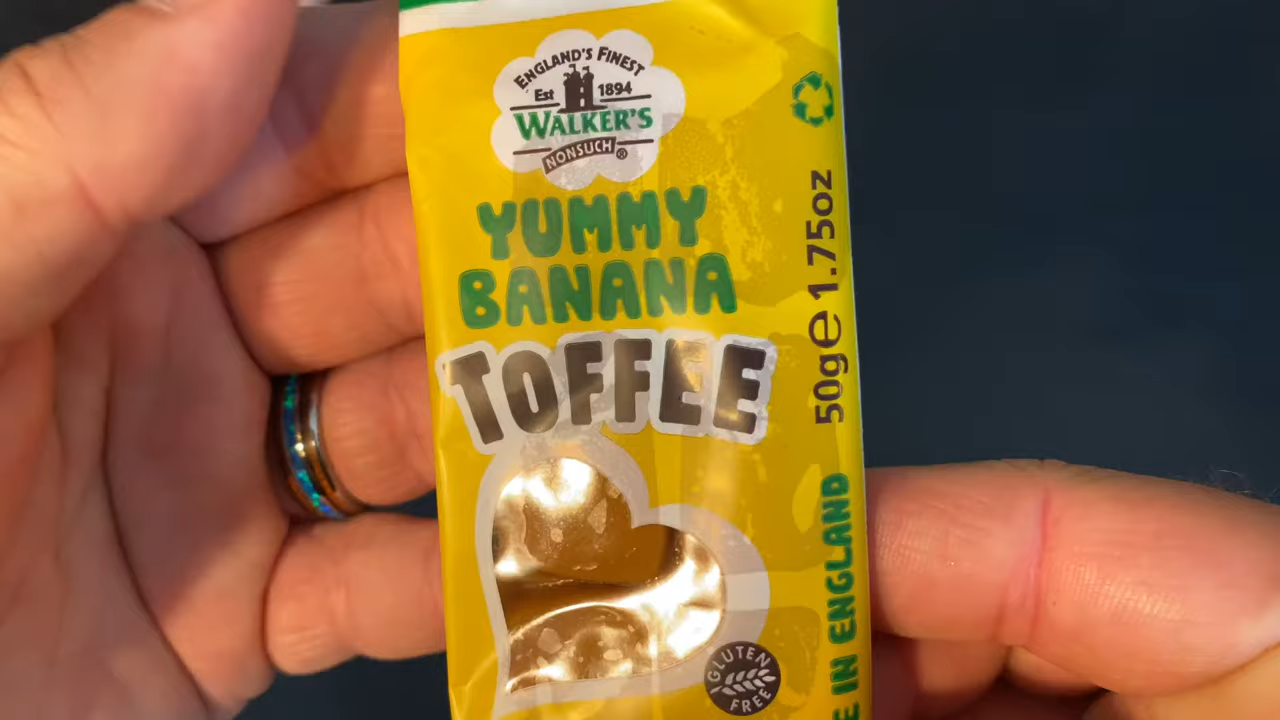 ENGLAND'S FINEST
Est 1894
WALKER'S
NONSUCH®
YUMMY
BANANA
TOFFEE
50g e 1.75oz
E IN ENGLAND
GLUTEN
FREE